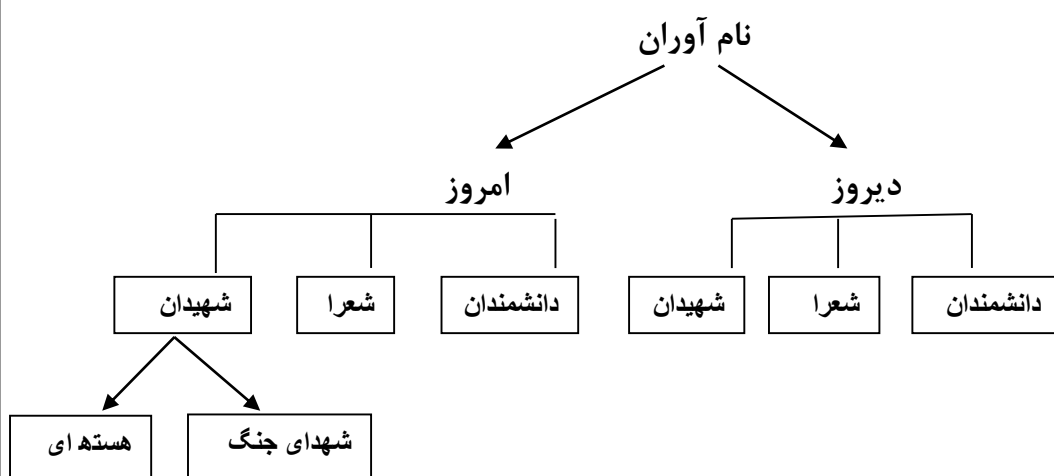 نام آوران
دیروز
امروز
دانشمندان
شعرا
شهیدان
دانشمندان
شعرا
شهیدان
شهدای جنگ
هسته ای